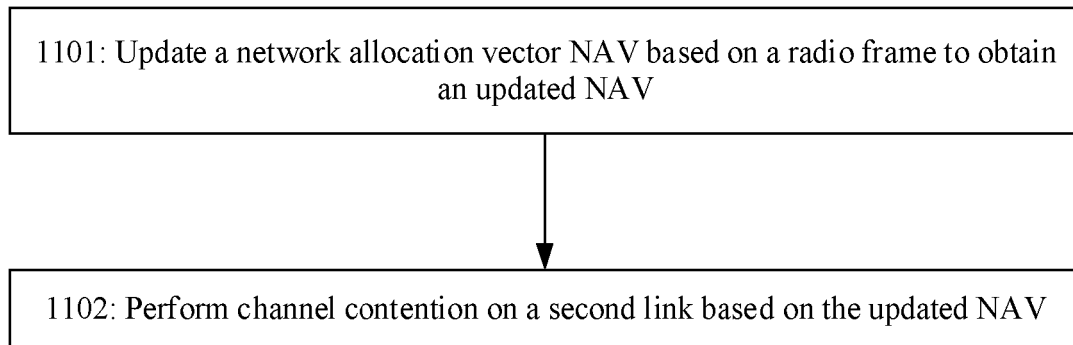 1101: Update a network allocation vector NAV based on a radio frame to obtain
an updated NAV
1102: Perform channel contention on a second link based on the updated NAV